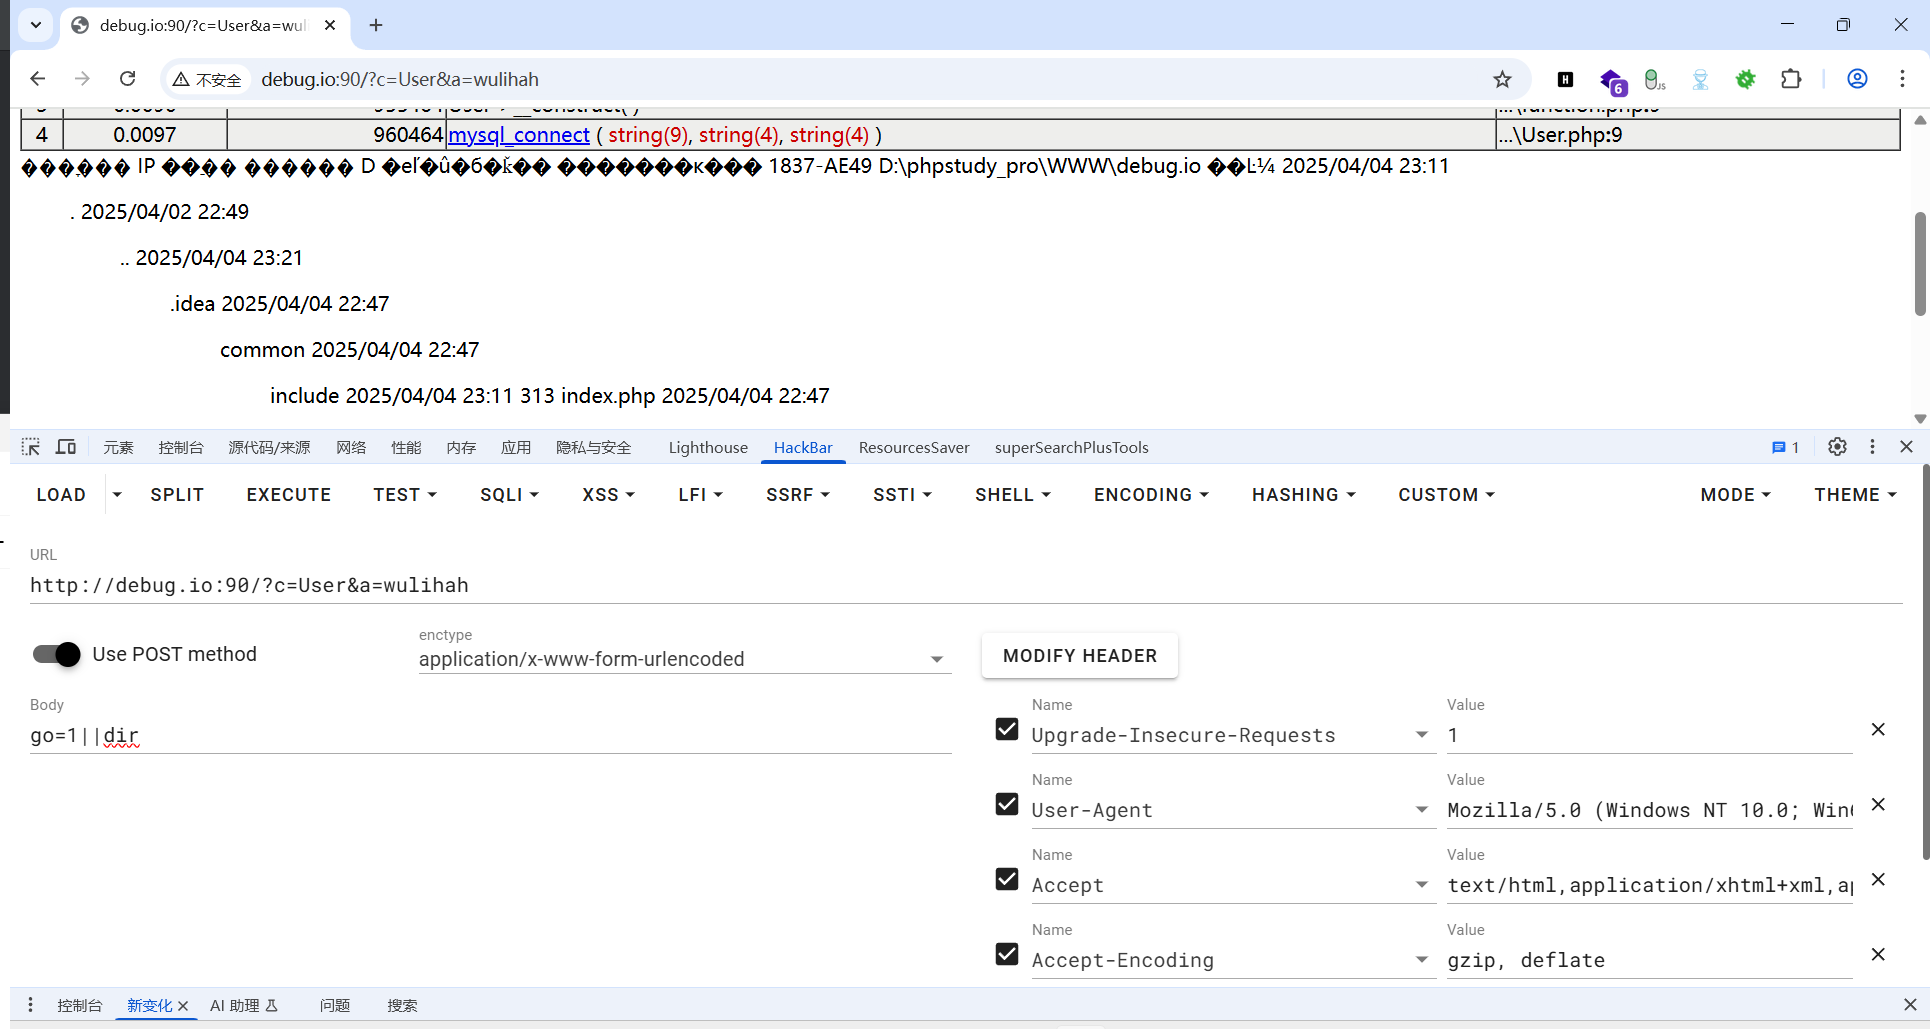 debug.io:90/?c=User&a=wuli
不安全 debug.io:90/?c=User&a=wulihah
6
JS
4 0.0097 960464 mysql_connect ( string(9), string(4), string(4) ) ...\User.php:9
IP D 1837-AE49 D:\phpstudy_pro\WWW\debug.io 2025/04/04 23:11
. 2025/04/02 22:49
.. 2025/04/04 23:21
.idea 2025/04/04 22:47
common 2025/04/04 22:47
include 2025/04/04 23:11 313 index.php 2025/04/04 22:47
元素 控制台 源代码/来源 网络 性能 内存 应用 隐私与安全 Lighthouse HackBar ResourcesSaver superSearchPlusTools 1
LOAD SPLIT EXECUTE TEST SQLI XSS LFI SSRF SSTI SHELL ENCODING HASHING CUSTOM MODE THEME
URL
http://debug.io:90/?c=User&a=wulihah
Use POST method
enctype
application/x-www-form-urlencoded
MODIFY HEADER
Body
go=1||dir
Name Value
Upgrade-Insecure-Requests 1
Name Value
User-Agent Mozilla/5.0 (Windows NT 10.0; Win
Name Value
Accept text/html,application/xhtml+xml,a
Name Value
Accept-Encoding gzip, deflate
控制台 新变化 AI 助理 问题 搜索